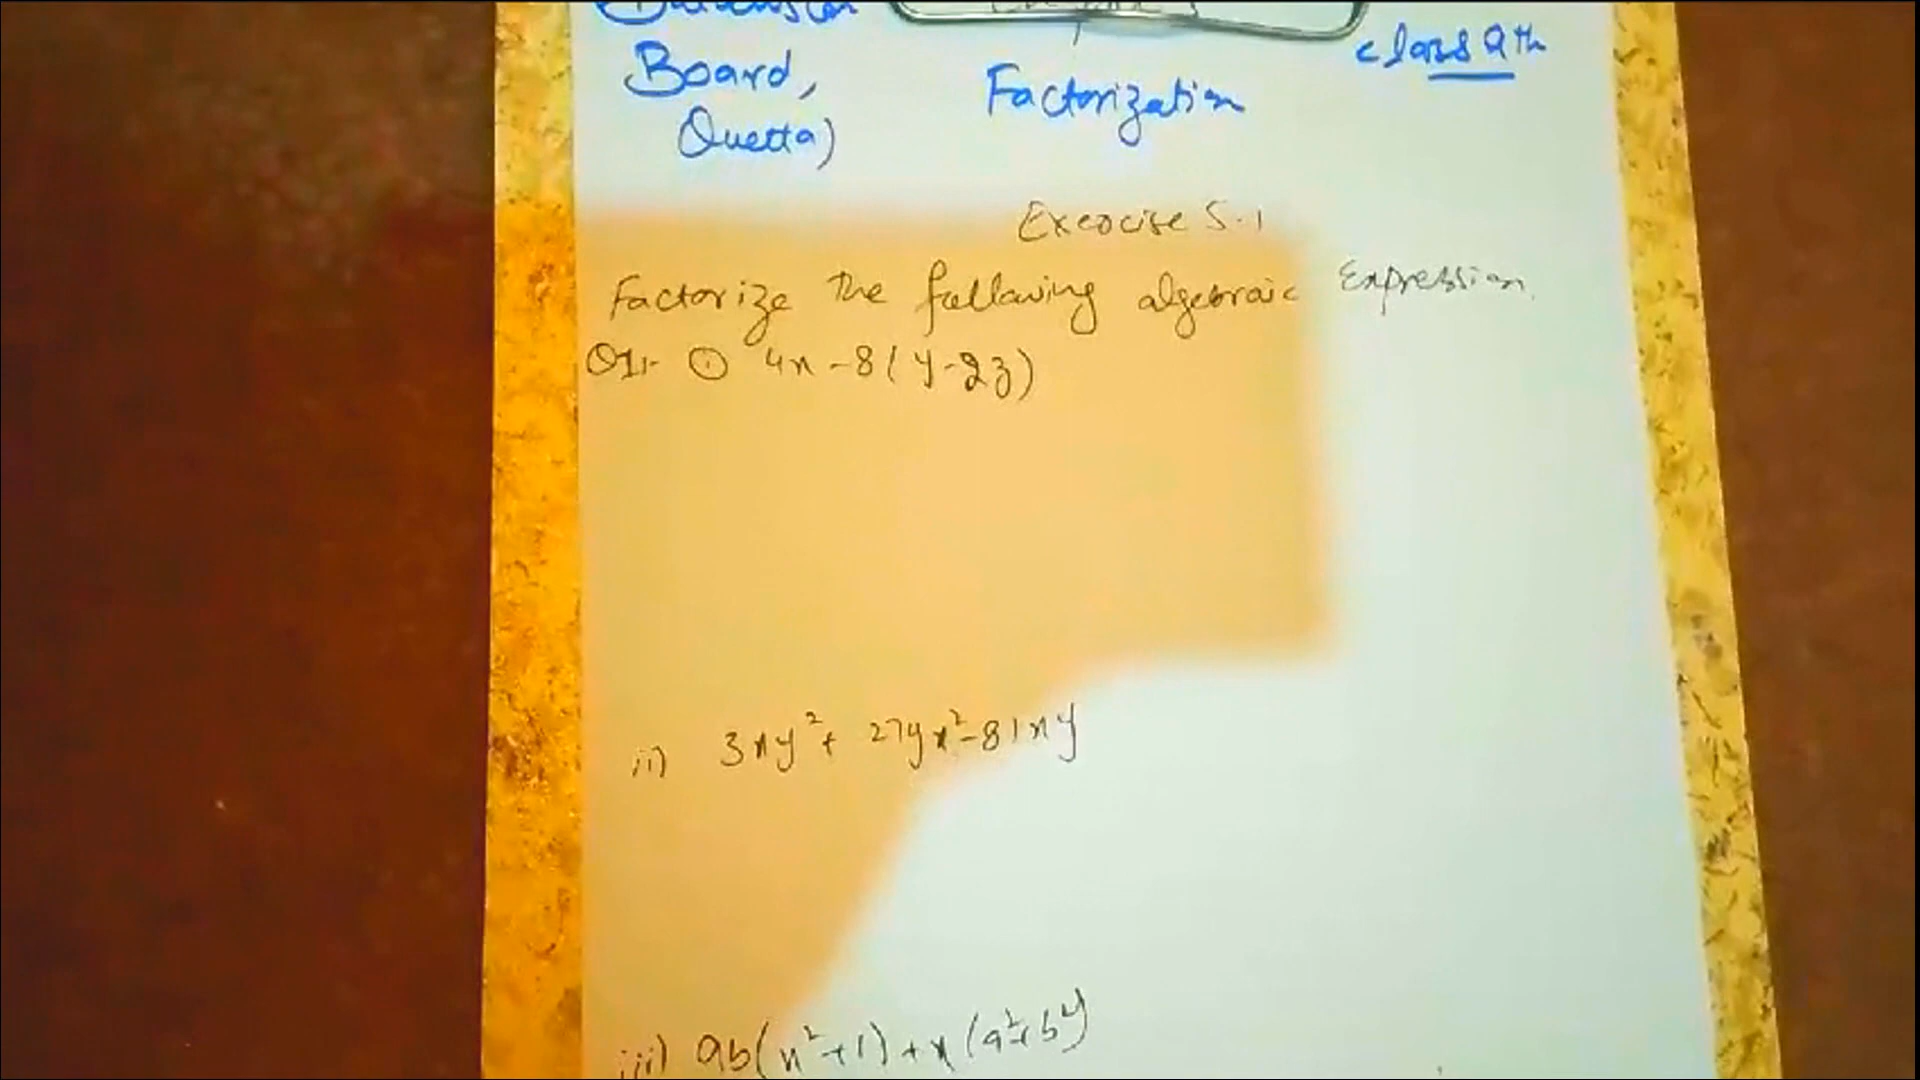 Board,
Quetta)
Factorization
class 9th
Exercise 5.1
Factorize the following algebraic Expression.
Q1:- i 4x - 8(y-2z)
ii) 3xy² + 27yx² - 81xy
iii) ab(x²+1) + x(a²+b²)